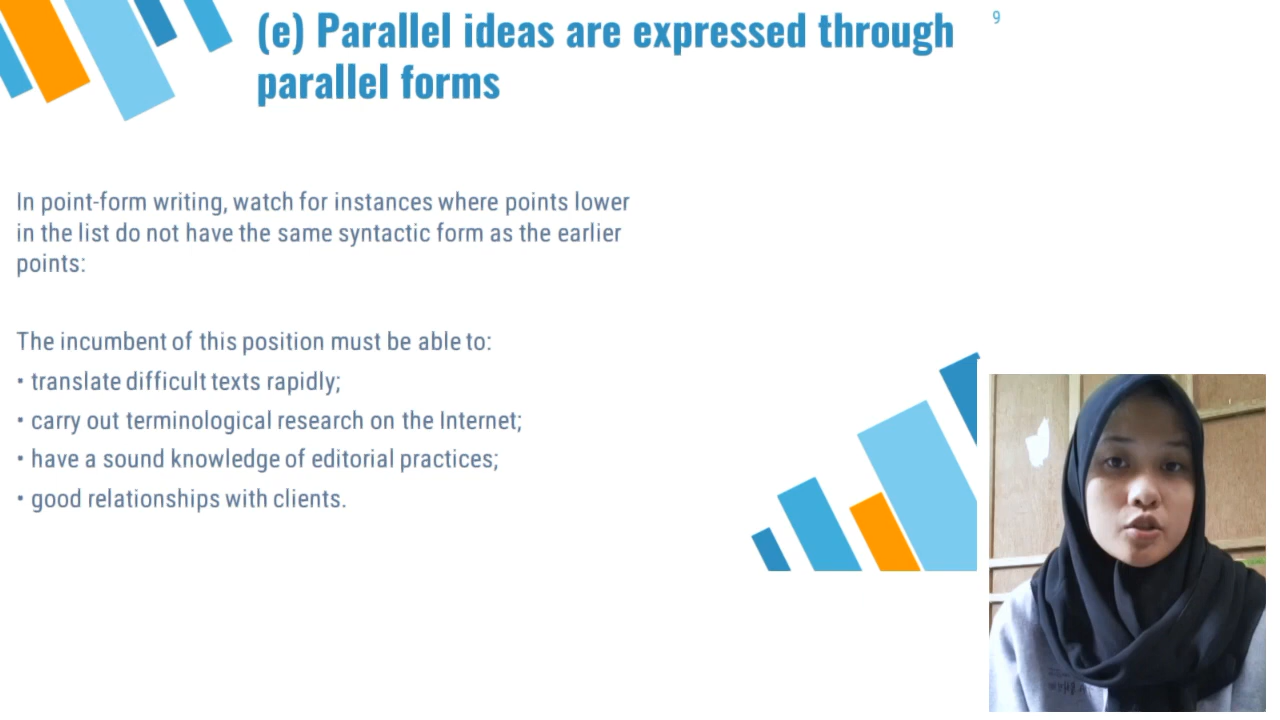 (e) Parallel ideas are expressed through
parallel forms
9
In point-form writing, watch for instances where points lower
in the list do not have the same syntactic form as the earlier
points:
The incumbent of this position must be able to:
• translate difficult texts rapidly;
• carry out terminological research on the Internet;
• have a sound knowledge of editorial practices;
• good relationships with clients.